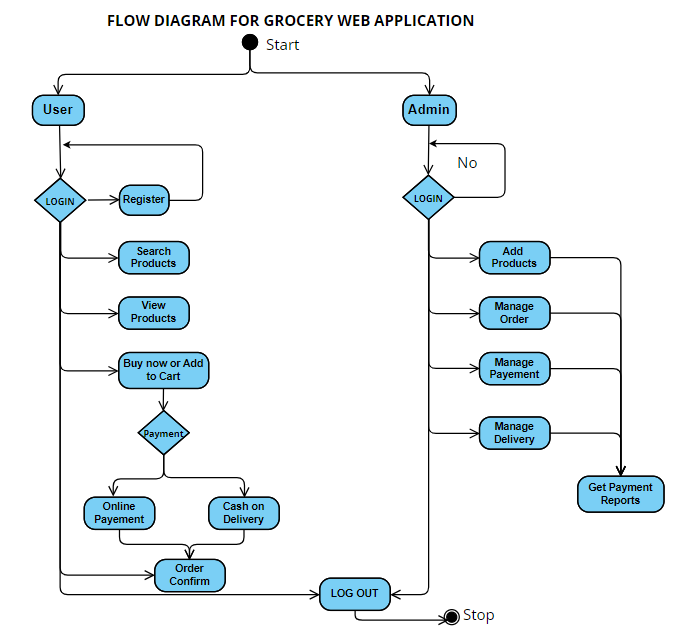 FLOW DIAGRAM FOR GROCERY WEB APPLICATION
Start
User
Admin
No
LOGIN
Register
LOGIN
Search
Products
Add
Products
View
Products
Manage
Order
Buy now or Add
to Cart
Manage
Payement
Payment
Manage
Delivery
Online
Payement
Cash on
Delivery
Get Payment
Reports
Order
Confirm
LOG OUT
Stop